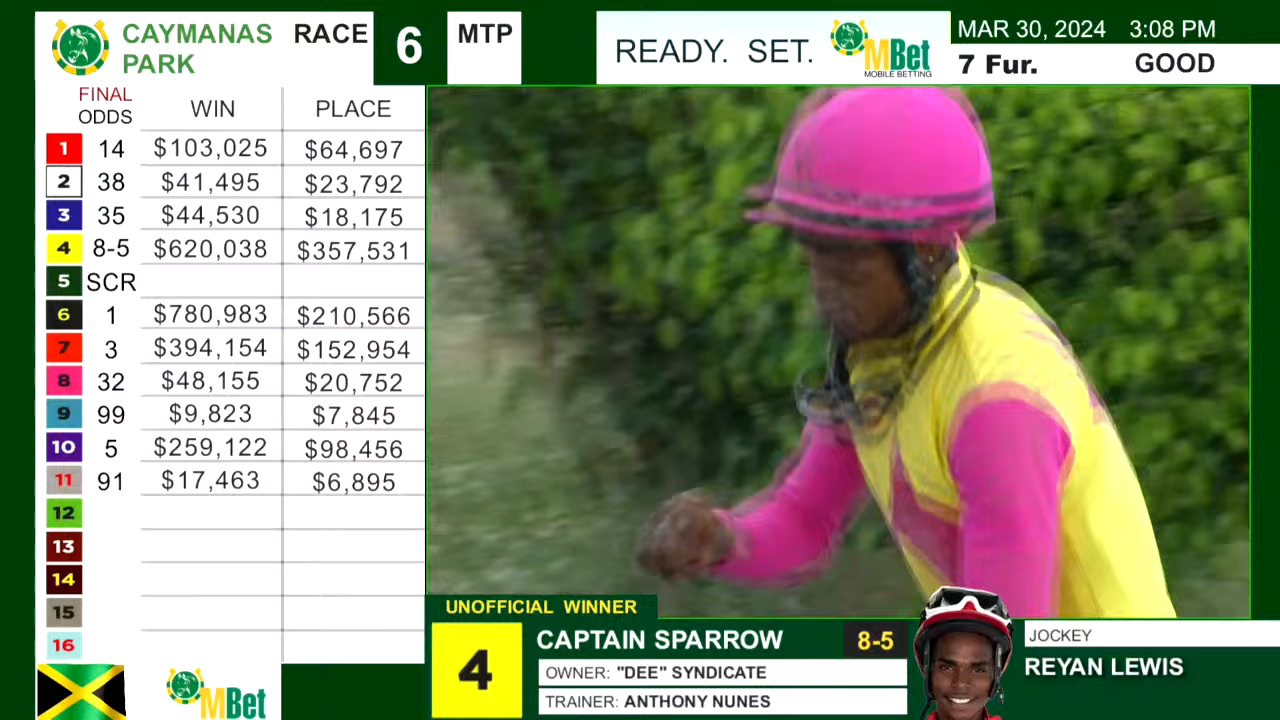 CAYMANAS PARK
RACE 6
MTP
READY. SET.
MBet
MOBILE BETTING
MAR 30, 2024 3:08 PM
7 Fur. GOOD
FINAL ODDS WIN PLACE
1 14 $103,025 $64,697
2 38 $41,495 $23,792
3 35 $44,530 $18,175
4 8-5 $620,038 $357,531
5 SCR
6 1 $780,983 $210,566
7 3 $394,154 $152,954
8 32 $48,155 $20,752
9 99 $9,823 $7,845
10 5 $259,122 $98,456
11 91 $17,463 $6,895
12
13
14
15
16
MBet
UNOFFICIAL WINNER
4 CAPTAIN SPARROW 8-5
OWNER: "DEE" SYNDICATE
TRAINER: ANTHONY NUNES
JOCKEY
REYAN LEWIS